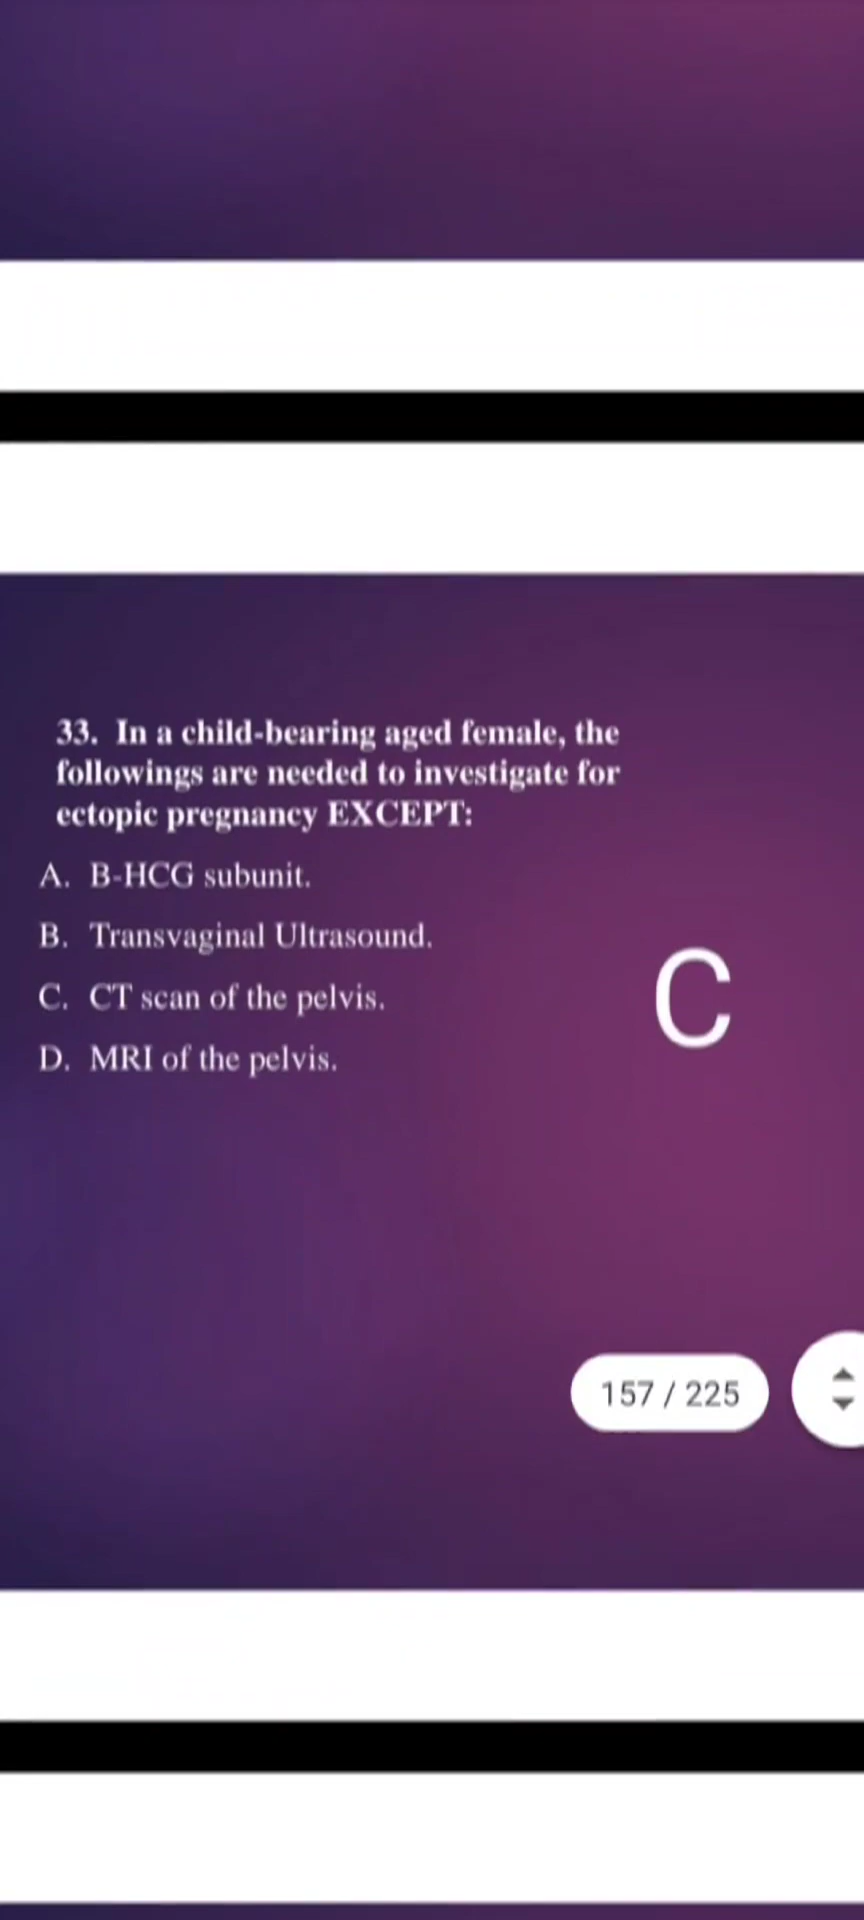 33. In a child-bearing aged female, the
followings are needed to investigate for
ectopic pregnancy EXCEPT:
A. B-HCG subunit.
B. Transvaginal Ultrasound.
C. CT scan of the pelvis.
D. MRI of the pelvis.
C
157 / 225